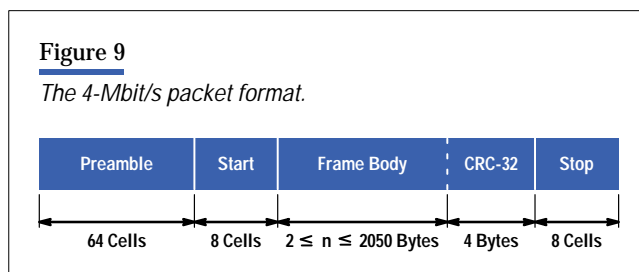 Figure 9
The 4-Mbit/s packet format.
Preamble Start Frame Body CRC-32 Stop
64 Cells 8 Cells 2 ≤ n ≤ 2050 Bytes 4 Bytes 8 Cells